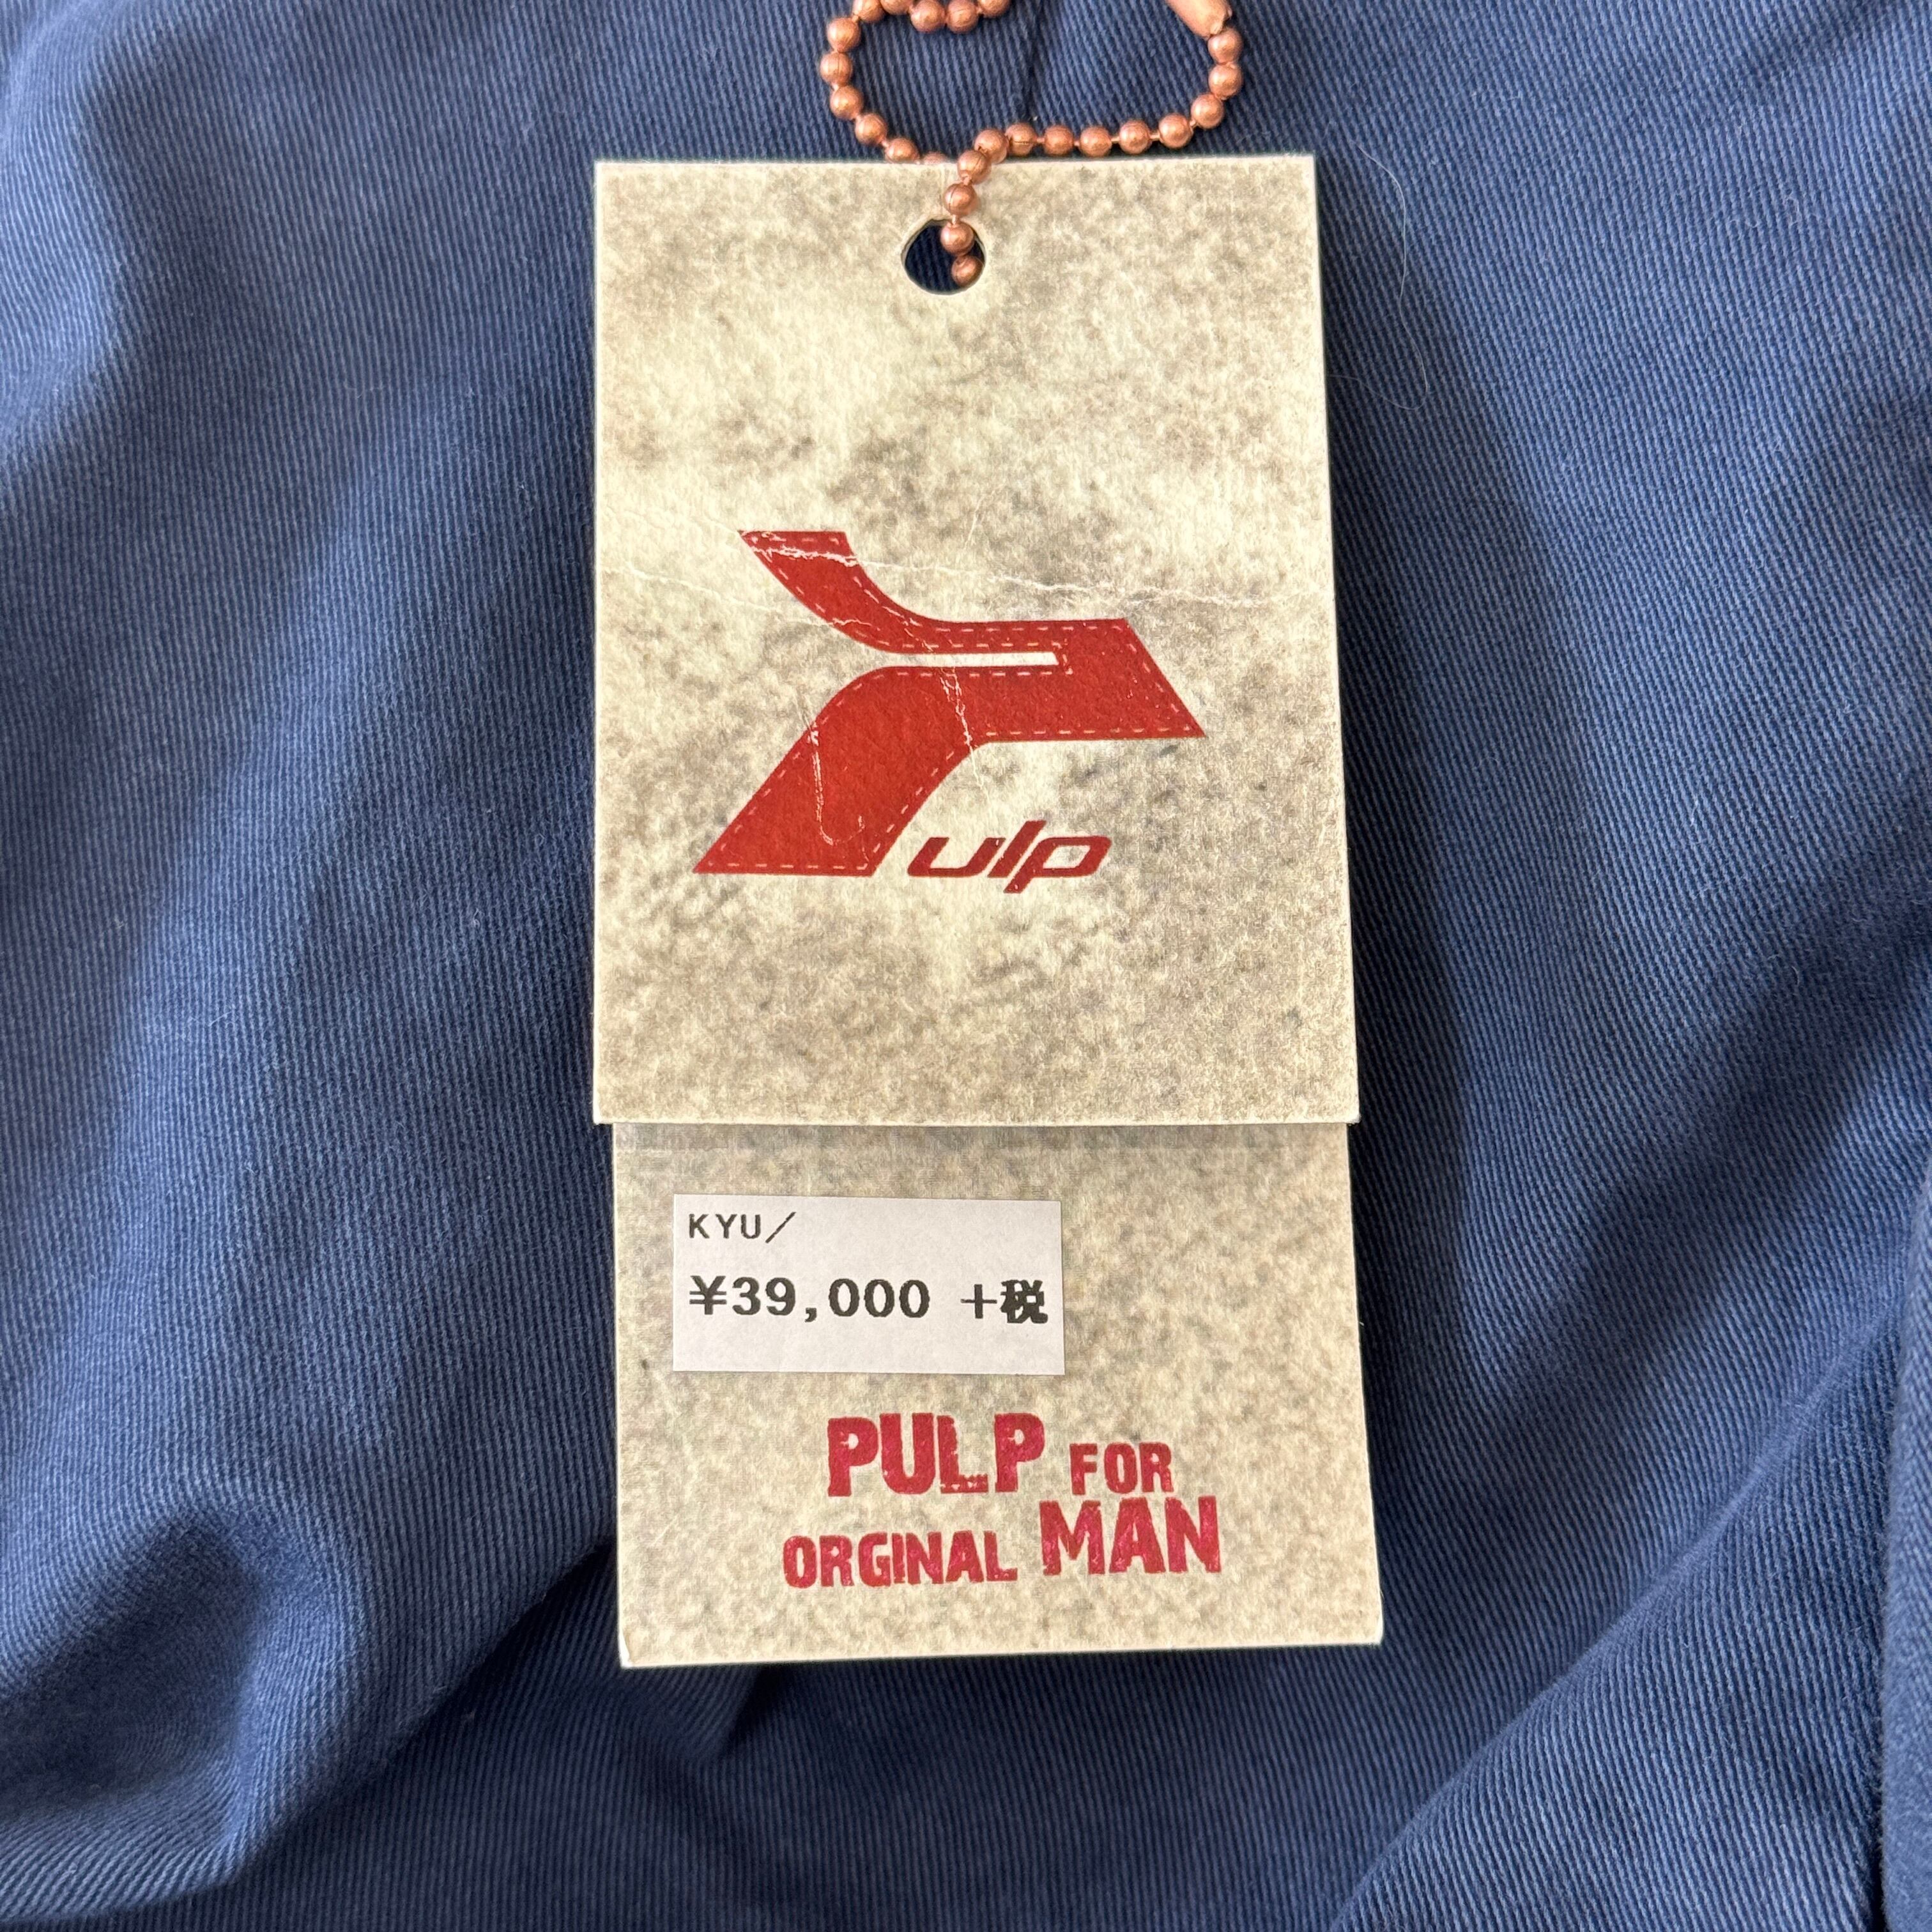 ulp
KYU/
¥39,000 +税
PULP FOR
ORGINAL MAN